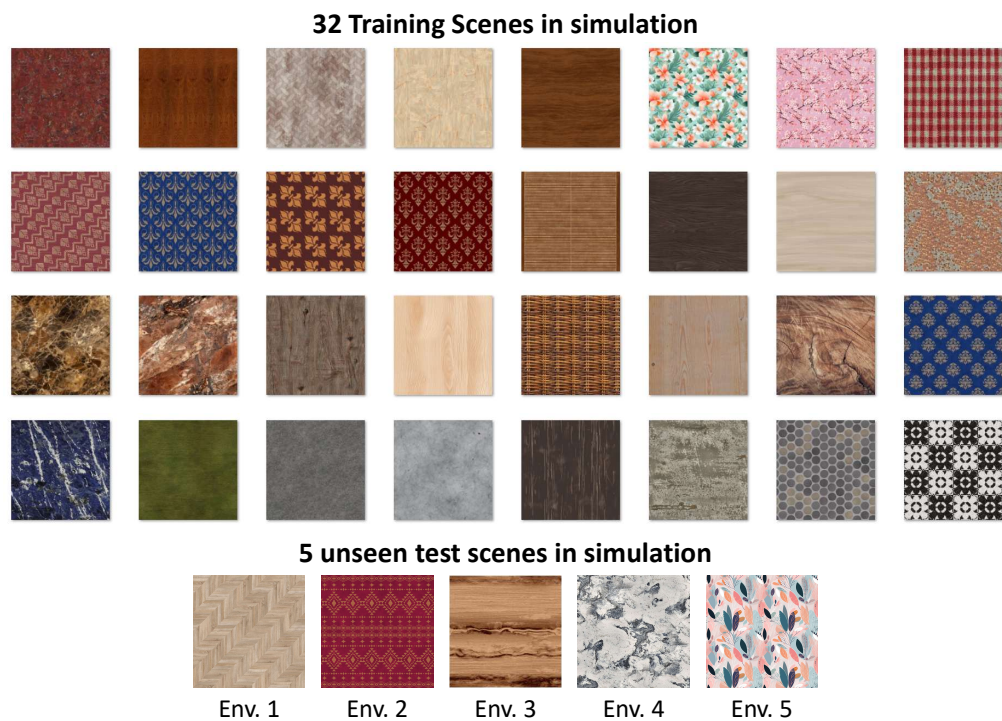 32 Training Scenes in simulation
5 unseen test scenes in simulation
Env. 1 Env. 2 Env. 3 Env. 4 Env. 5